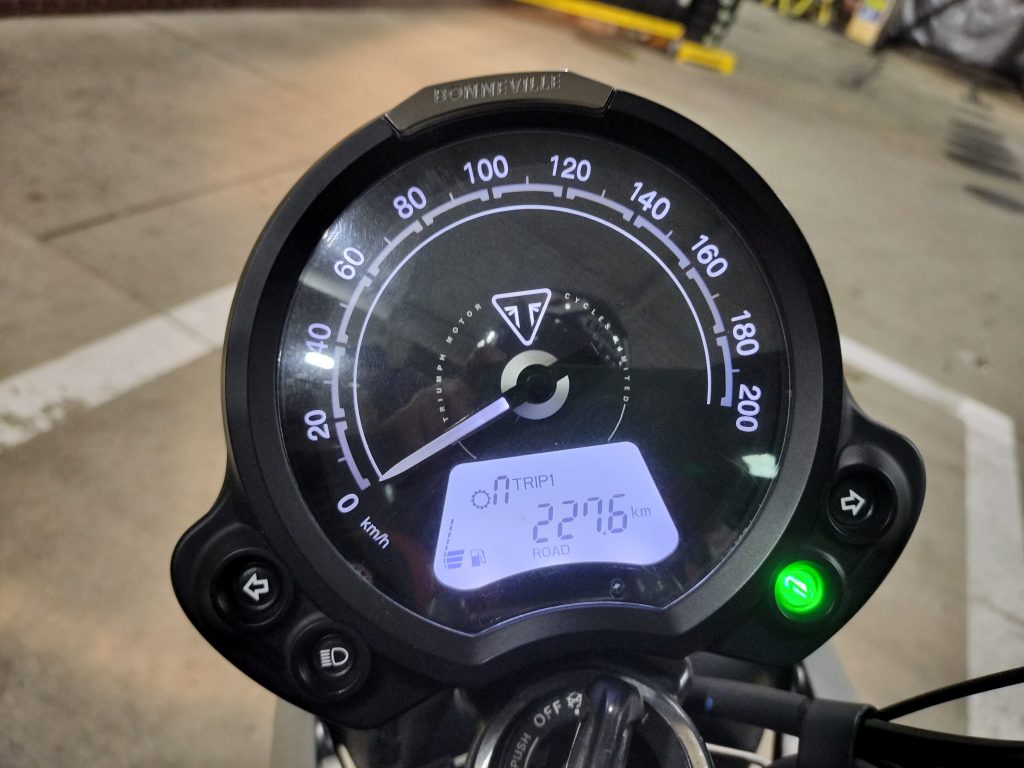 BONNEVILLE
0
20
40
60
80
100
120
140
160
180
200
km/h
TRIUMPH MOTOR CYCLES LIMITED
n TRIP1
227.6 km
ROAD
OFF
PUSH